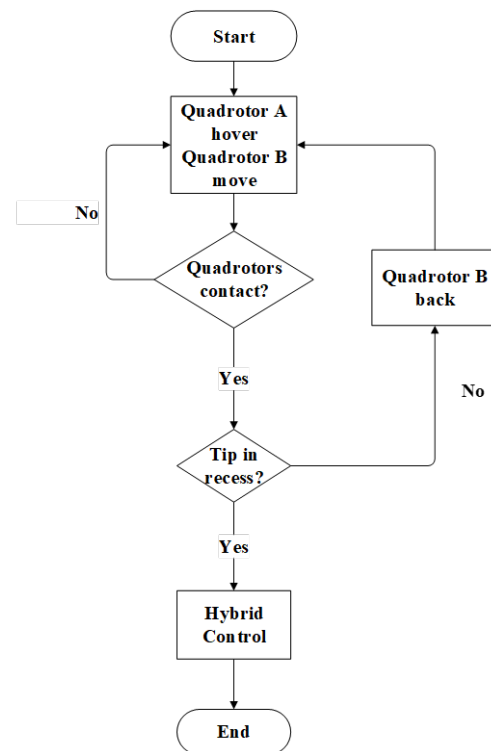 Start
Quadrotor A
hover
Quadrotor B
move
No
Quadrotors
contact?
Quadrotor B
back
Yes
No
Tip in
recess?
Yes
Hybrid
Control
End